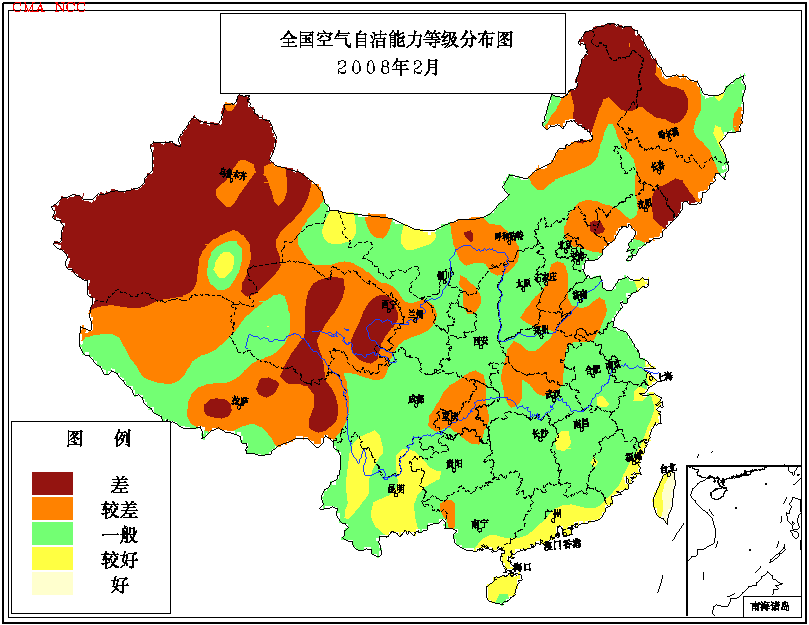 CMA NCC
全国空气自洁能力等级分布图
2008年2月
哈尔滨
长春
沈阳
乌鲁木齐
呼和浩特
北京
天津
银川
太原
石家庄
济南
西宁
兰州
郑州
西安
合肥
南京
上海
拉萨
成都
重庆
武汉
长沙
南昌
贵阳
福州
昆明
台北
南宁
广州
澳门 香港
海口
图 例
差
较差
一般
较好
好
南海诸岛